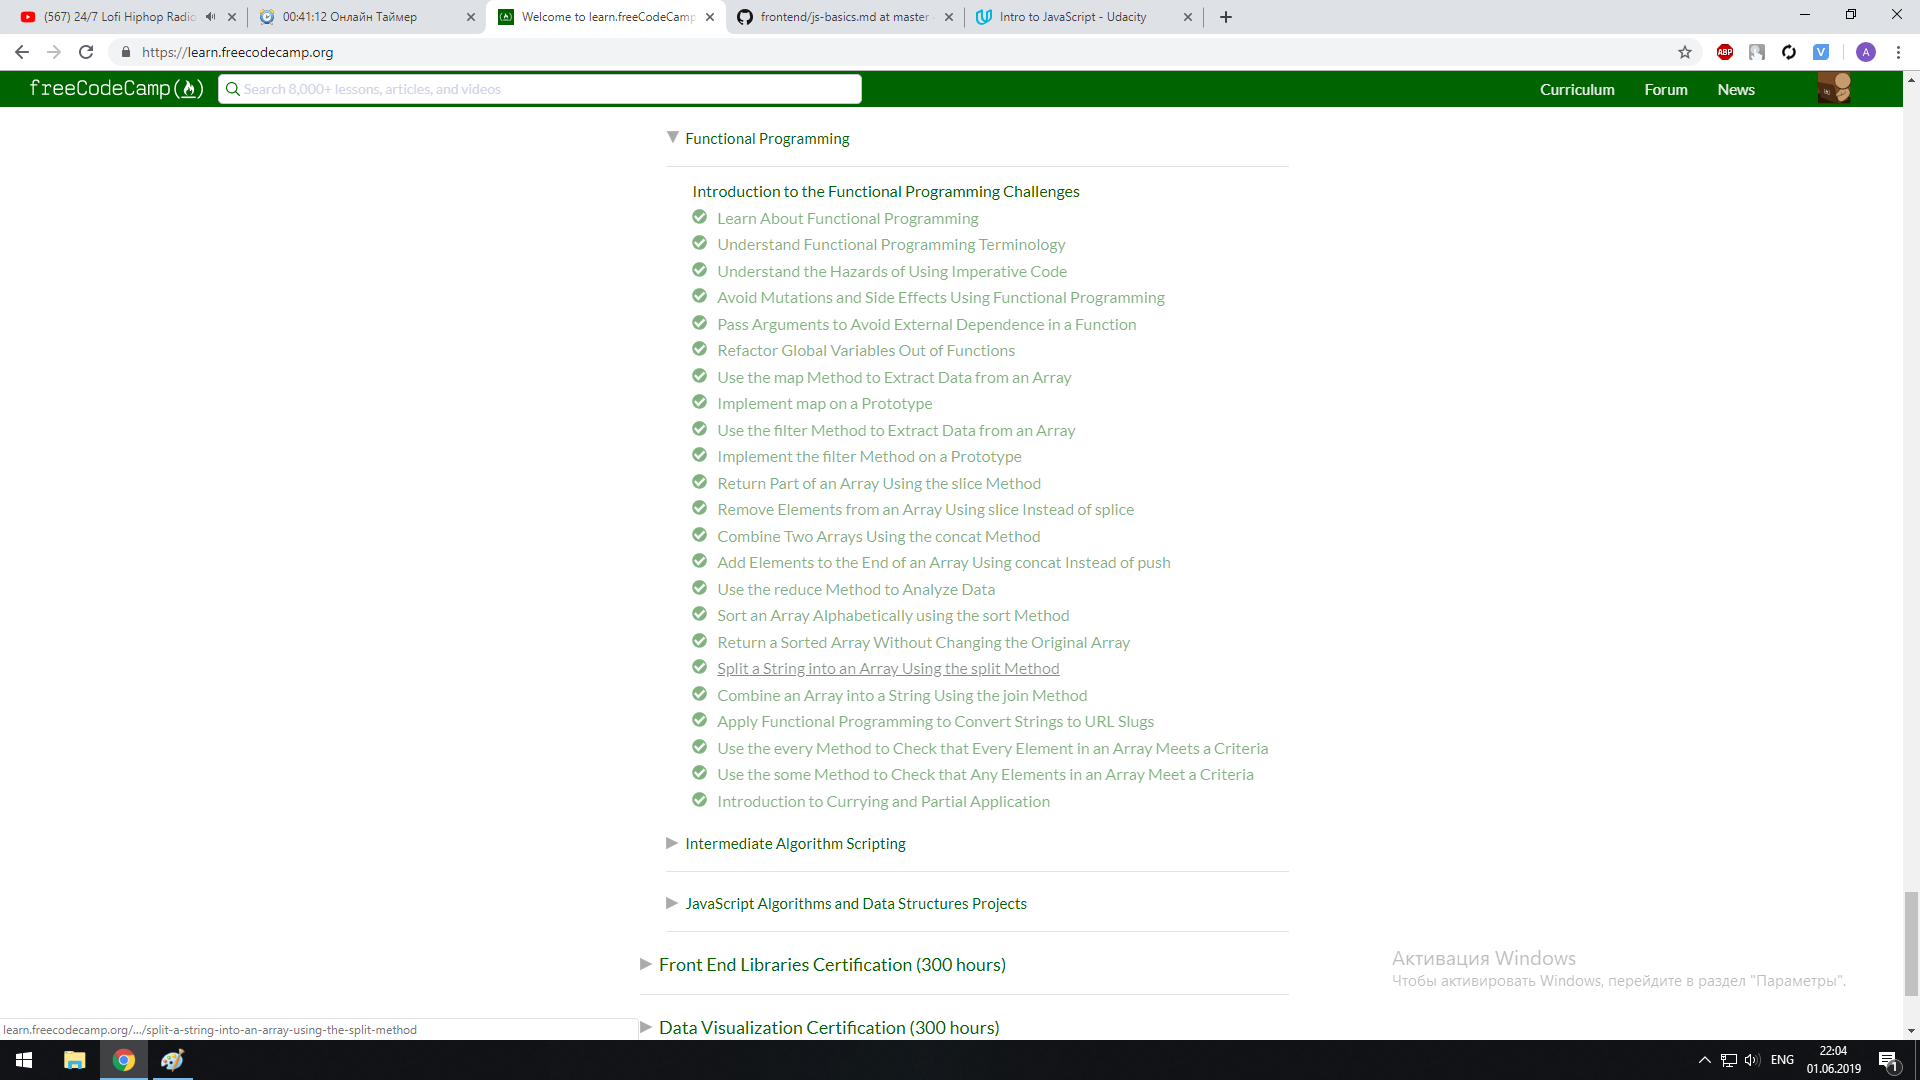 (567) 24/7 Lofi Hiphop Radio
00:41:12 Онлайн Таймер
Welcome to learn.freeCodeCamp
frontend/js-basics.md at master
Intro to JavaScript - Udacity
https://learn.freecodecamp.org
ABP
V
A
freeCodeCamp
Search 8,000+ lessons, articles, and videos
Curriculum
Forum
News
Functional Programming
Introduction to the Functional Programming Challenges
Learn About Functional Programming
Understand Functional Programming Terminology
Understand the Hazards of Using Imperative Code
Avoid Mutations and Side Effects Using Functional Programming
Pass Arguments to Avoid External Dependence in a Function
Refactor Global Variables Out of Functions
Use the map Method to Extract Data from an Array
Implement map on a Prototype
Use the filter Method to Extract Data from an Array
Implement the filter Method on a Prototype
Return Part of an Array Using the slice Method
Remove Elements from an Array Using slice Instead of splice
Combine Two Arrays Using the concat Method
Add Elements to the End of an Array Using concat Instead of push
Use the reduce Method to Analyze Data
Sort an Array Alphabetically using the sort Method
Return a Sorted Array Without Changing the Original Array
Split a String into an Array Using the split Method
Combine an Array into a String Using the join Method
Apply Functional Programming to Convert Strings to URL Slugs
Use the every Method to Check that Every Element in an Array Meets a Criteria
Use the some Method to Check that Any Elements in an Array Meet a Criteria
Introduction to Currying and Partial Application
Intermediate Algorithm Scripting
JavaScript Algorithms and Data Structures Projects
Front End Libraries Certification (300 hours)
Активация Windows
Чтобы активировать Windows, перейдите в раздел "Параметры".
Data Visualization Certification (300 hours)
learn.freecodecamp.org/.../split-a-string-into-an-array-using-the-split-method
ENG
22:04
01.06.2019
1